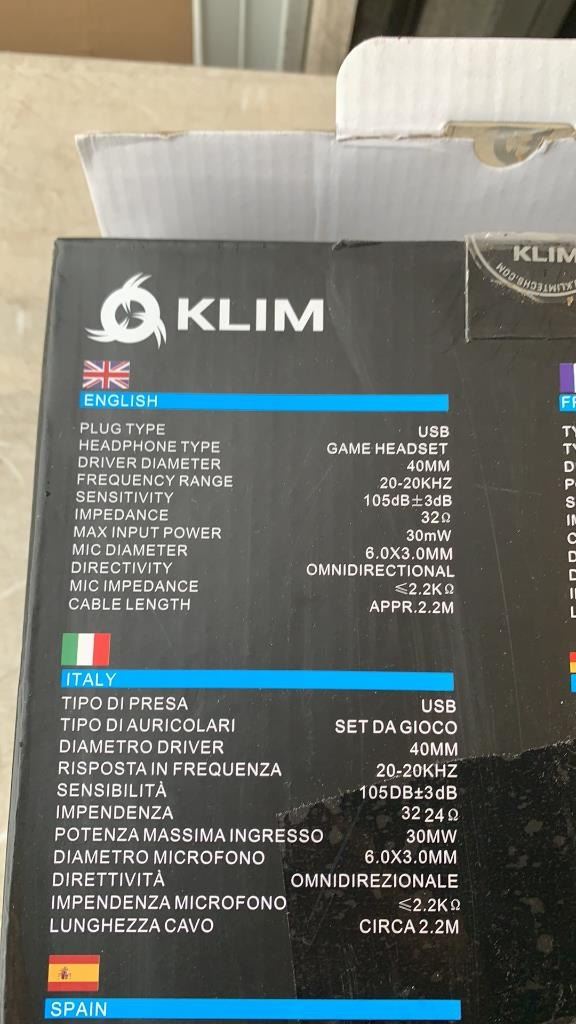 KLIM
KLIM
KLIMTECHS.COM
ENGLISH
PLUG TYPE USB
HEADPHONE TYPE GAME HEADSET
DRIVER DIAMETER 40MM
FREQUENCY RANGE 20-20KHZ
SENSITIVITY 105dB±3dB
IMPEDANCE 32Ω
MAX INPUT POWER 30mW
MIC DIAMETER 6.0X3.0MM
DIRECTIVITY OMNIDIRECTIONAL
MIC IMPEDANCE ⩽2.2KΩ
CABLE LENGTH APPR.2.2M
ITALY
TIPO DI PRESA USB
TIPO DI AURICOLARI SET DA GIOCO
DIAMETRO DRIVER 40MM
RISPOSTA IN FREQUENZA 20-20KHZ
SENSIBILITÀ 105DB±3dB
IMPENDENZA 32 24Ω
POTENZA MASSIMA INGRESSO 30MW
DIAMETRO MICROFONO 6.0X3.0MM
DIRETTIVITÀ OMNIDIREZIONALE
IMPENDENZA MICROFONO ⩽2.2KΩ
LUNGHEZZA CAVO CIRCA 2.2M
SPAIN